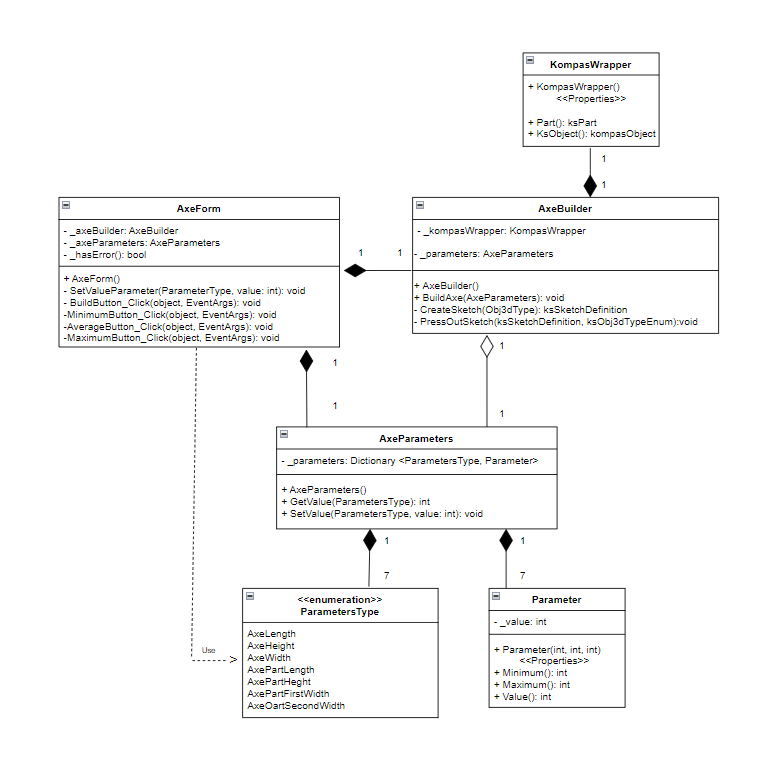 KompasWrapper
+ KompasWrapper()
<<Properties>>
+ Part(): ksPart
+ KsObject(): kompasObject
1
1
AxeForm
- _axeBuilder: AxeBuilder
- _axeParameters: AxeParameters
- _hasError(): bool
+ AxeForm()
- SetValueParameter(ParameterType, value: int): void
- BuildButton_Click(object, EventArgs): void
-MinimumButton_Click(object, EventArgs): void
-AverageButton_Click(object, EventArgs): void
-MaximumButton_Click(object, EventArgs): void
1
1
AxeBuilder
- _kompasWrapper: KompasWrapper
- _parameters: AxeParameters
+ AxeBuilder()
+ BuildAxe(AxeParameters): void
- CreateSketch(Obj3dType): ksSketchDefinition
- PressOutSketch(ksSketchDefinition, ksObj3dTypeEnum):void
1
1
1
1
AxeParameters
- _parameters: Dictionary <ParametersType, Parameter>
+ AxeParameters()
+ GetValue(ParametersType): int
+ SetValue(ParametersType, value: int): void
1
1
7
7
<<enumeration>>
ParametersType
AxeLength
AxeHeight
AxeWidth
AxePartLength
AxePartHeght
AxePartFirstWidth
AxeOartSecondWidth
Use
Parameter
- _value: int
+ Parameter(int, int, int)
<<Properties>>
+ Minimum(): int
+ Maximum(): int
+ Value(): int